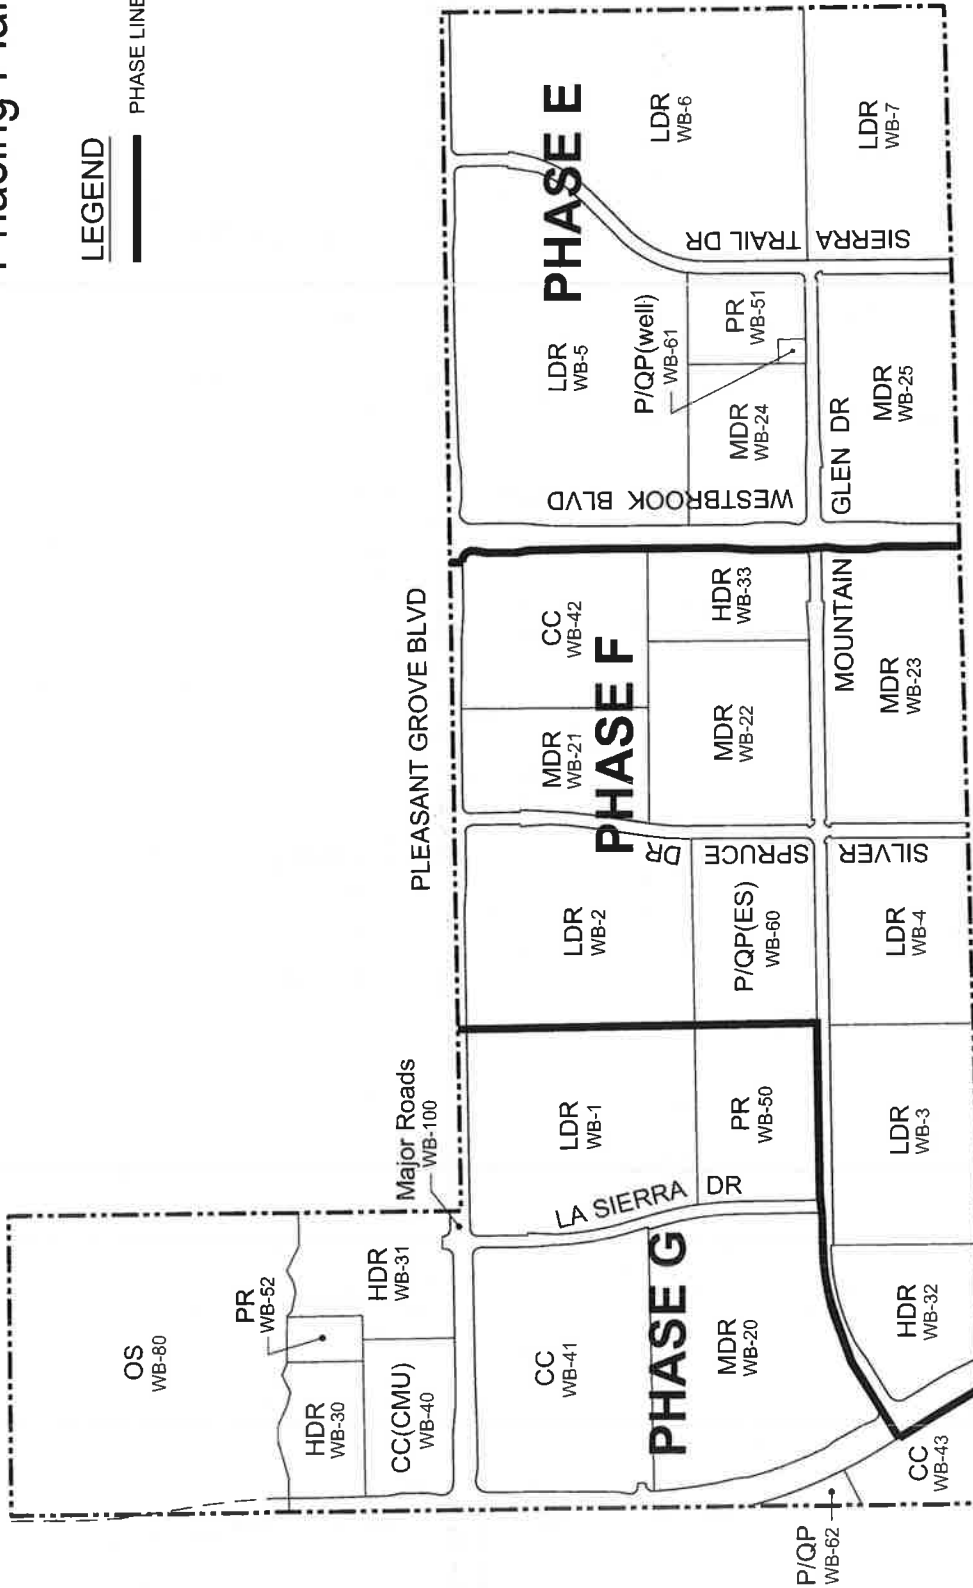 LEGEND
PHASE LINE
OS
WB-80
PR
WB-52
HDR
WB-30
HDR
WB-31
CC(CMU)
WB-40
Major Roads
WB-100
PLEASANT GROVE BLVD
CC
WB-41
LA SIERRA DR
LDR
WB-1
LDR
WB-2
MDR
WB-21
CC
WB-42
LDR
WB-5
PHASE E
LDR
WB-6
PHASE F
PHASE G
MDR
WB-20
PR
WB-50
P/QP(ES)
WB-60
MDR
WB-22
HDR
WB-33
WESTBROOK BLVD
P/QP(well)
WB-61
MDR
WB-24
PR
WB-51
SIERRA TRAIL DR
SILVER SPRUCE DR
MOUNTAIN GLEN DR
P/QP
WB-62
CC
WB-43
HDR
WB-32
LDR
WB-3
LDR
WB-4
MDR
WB-23
MDR
WB-25
LDR
WB-7